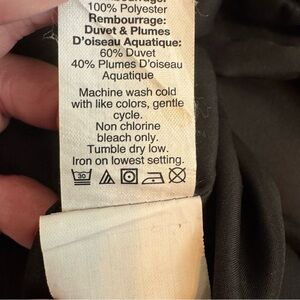 100% Polyester
Rembourrage:
Duvet & Plumes
D'oiseau Aquatique:
60% Duvet
40% Plumes D'oiseau
Aquatique
Machine wash cold
with like colors, gentle
cycle.
Non chlorine
bleach only.
Tumble dry low.
Iron on lowest setting.
30